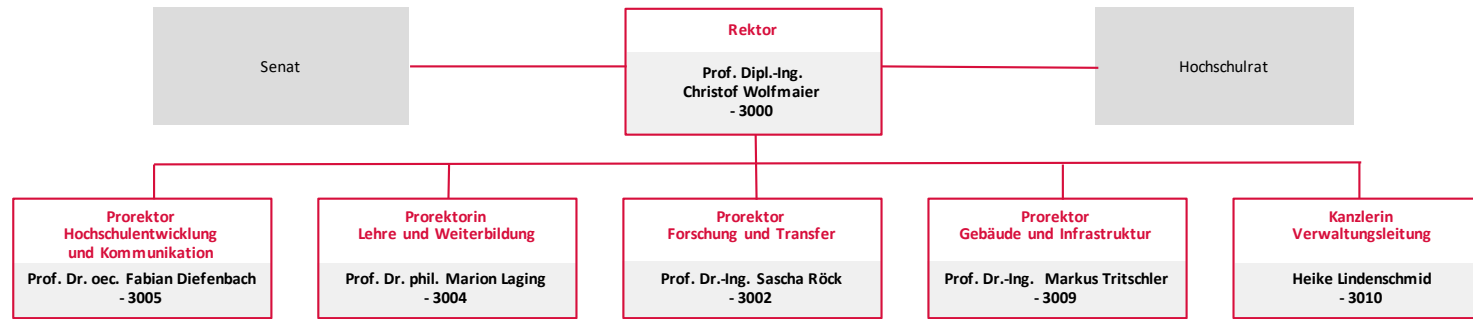 Senat
Rektor
Prof. Dipl.-Ing.
Christof Wolfmaier
- 3000
Hochschulrat
Prorektor
Hochschulentwicklung
und Kommunikation
Prof. Dr. oec. Fabian Diefenbach
- 3005
Prorektorin
Lehre und Weiterbildung
Prof. Dr. phil. Marion Laging
- 3004
Prorektor
Forschung und Transfer
Prof. Dr.-Ing. Sascha Röck
- 3002
Prorektor
Gebäude und Infrastruktur
Prof. Dr.-Ing. Markus Tritschler
- 3009
Kanzlerin
Verwaltungsleitung
Heike Lindenschmid
- 3010